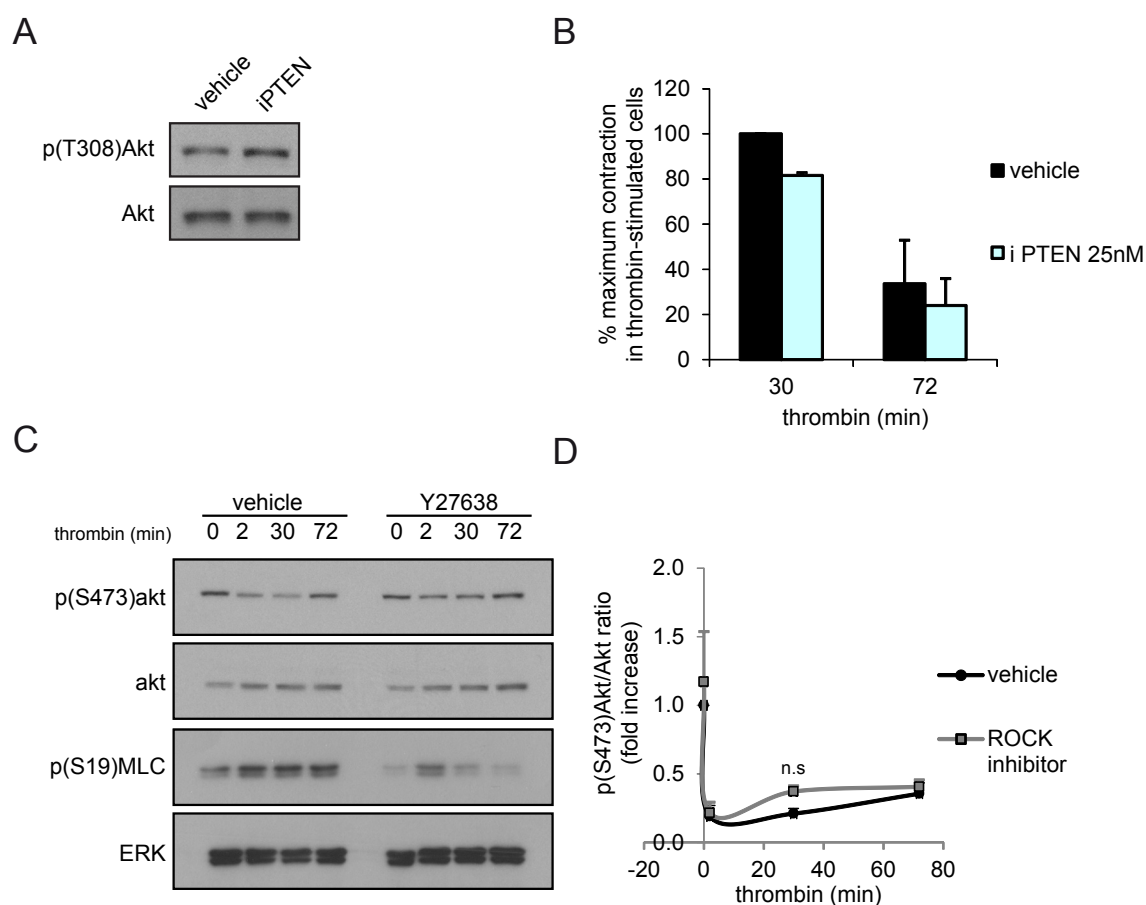 A
vehicle
iPTEN
p(T308)Akt
Akt
B
% maximum contraction
in thrombin-stimulated cells
120
100
80
60
40
20
0
30
72
thrombin (min)
vehicle
i PTEN 25nM
C
vehicle
Y27638
thrombin (min)
0 2 30 72 0 2 30 72
p(S473)akt
akt
p(S19)MLC
ERK
D
p(S473)Akt/Akt ratio
(fold increase)
2.0
1.5
1.0
0.5
0.0
n.s
-20 0 20 40 60 80
thrombin (min)
vehicle
ROCK
inhibitor